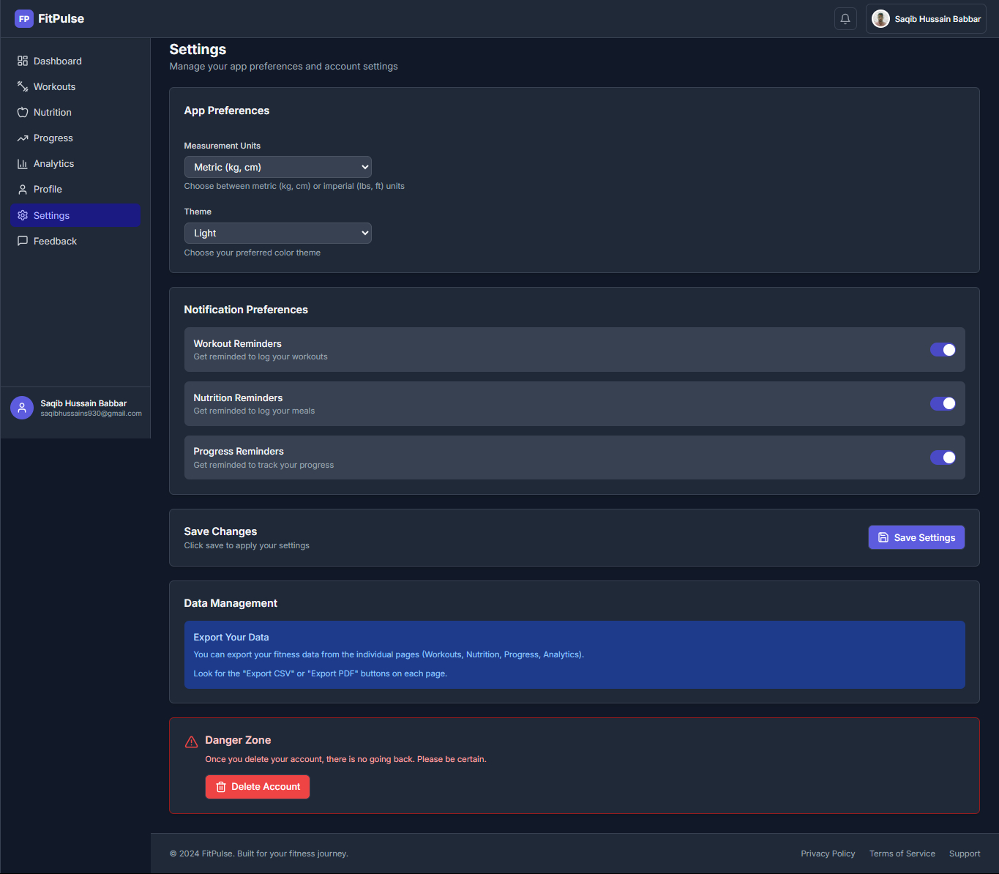 FP FitPulse
Saqib Hussain Babbar
Dashboard
Workouts
Nutrition
Progress
Analytics
Profile
Settings
Feedback
Saqib Hussain Babbar
saqibhussains930@gmail.com
Settings
Manage your app preferences and account settings
App Preferences
Measurement Units
Metric (kg, cm)
Choose between metric (kg, cm) or imperial (lbs, ft) units
Theme
Light
Choose your preferred color theme
Notification Preferences
Workout Reminders
Get reminded to log your workouts
Nutrition Reminders
Get reminded to log your meals
Progress Reminders
Get reminded to track your progress
Save Changes
Click save to apply your settings
Save Settings
Data Management
Export Your Data
You can export your fitness data from the individual pages (Workouts, Nutrition, Progress, Analytics).
Look for the "Export CSV" or "Export PDF" buttons on each page.
Danger Zone
Once you delete your account, there is no going back. Please be certain.
Delete Account
© 2024 FitPulse. Built for your fitness journey.
Privacy Policy Terms of Service Support